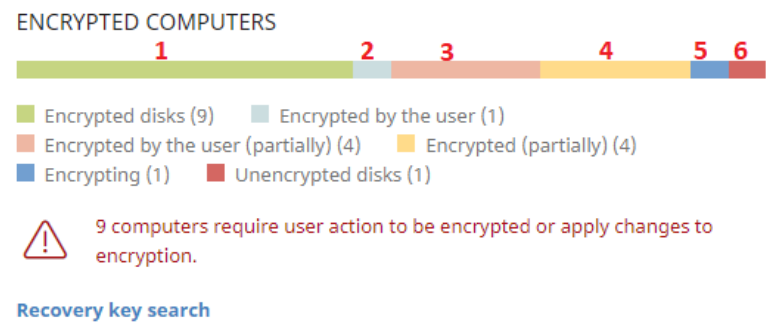 ENCRYPTED COMPUTERS
1 2 3 4 5 6
Encrypted disks (9) Encrypted by the user (1)
Encrypted by the user (partially) (4) Encrypted (partially) (4)
Encrypting (1) Unencrypted disks (1)
9 computers require user action to be encrypted or apply changes to
encryption.
Recovery key search